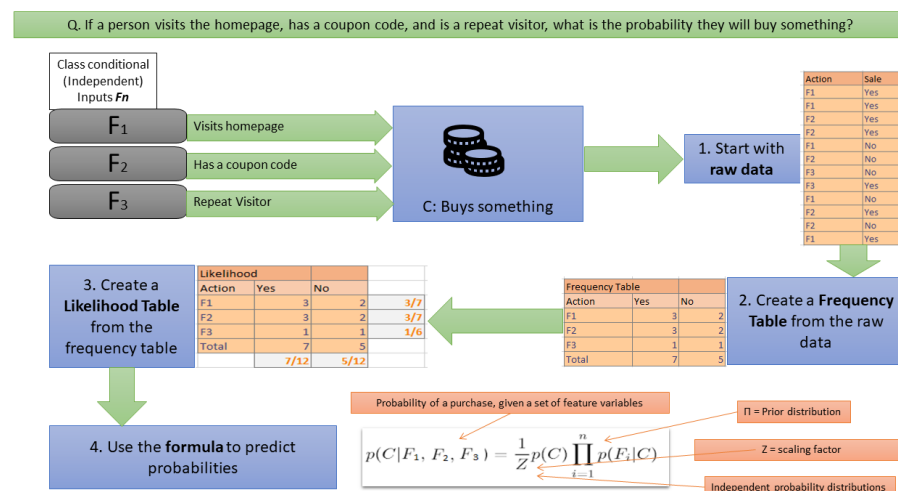 Q. If a person visits the homepage, has a coupon code, and is a repeat visitor, what is the probability they will buy something?
Class conditional
(Independent)
Inputs Fn
F1
Visits homepage
F2
Has a coupon code
F3
Repeat Visitor
C: Buys something
1. Start with
raw data
Action Sale
F1 Yes
F1 Yes
F2 Yes
F2 Yes
F1 No
F2 No
F3 No
F3 Yes
F1 No
F2 Yes
F2 No
F1 Yes
2. Create a Frequency
Table from the raw
data
Frequency Table
Action Yes No
F1 3 2
F2 3 2
F3 1 1
Total 7 5
3. Create a
Likelihood Table
from the
frequency table
Likelihood
Action Yes No
F1 3 2 3/7
F2 3 2 3/7
F3 1 1 1/6
Total 7 5
7/12 5/12
4. Use the formula to predict
probabilities
Probability of a purchase, given a set of feature variables
p(C|F1, F2, F3) = 1/Z p(C) ∏ i=1 n p(Fi|C)
Π = Prior distribution
Z = scaling factor
Independent probability distributions